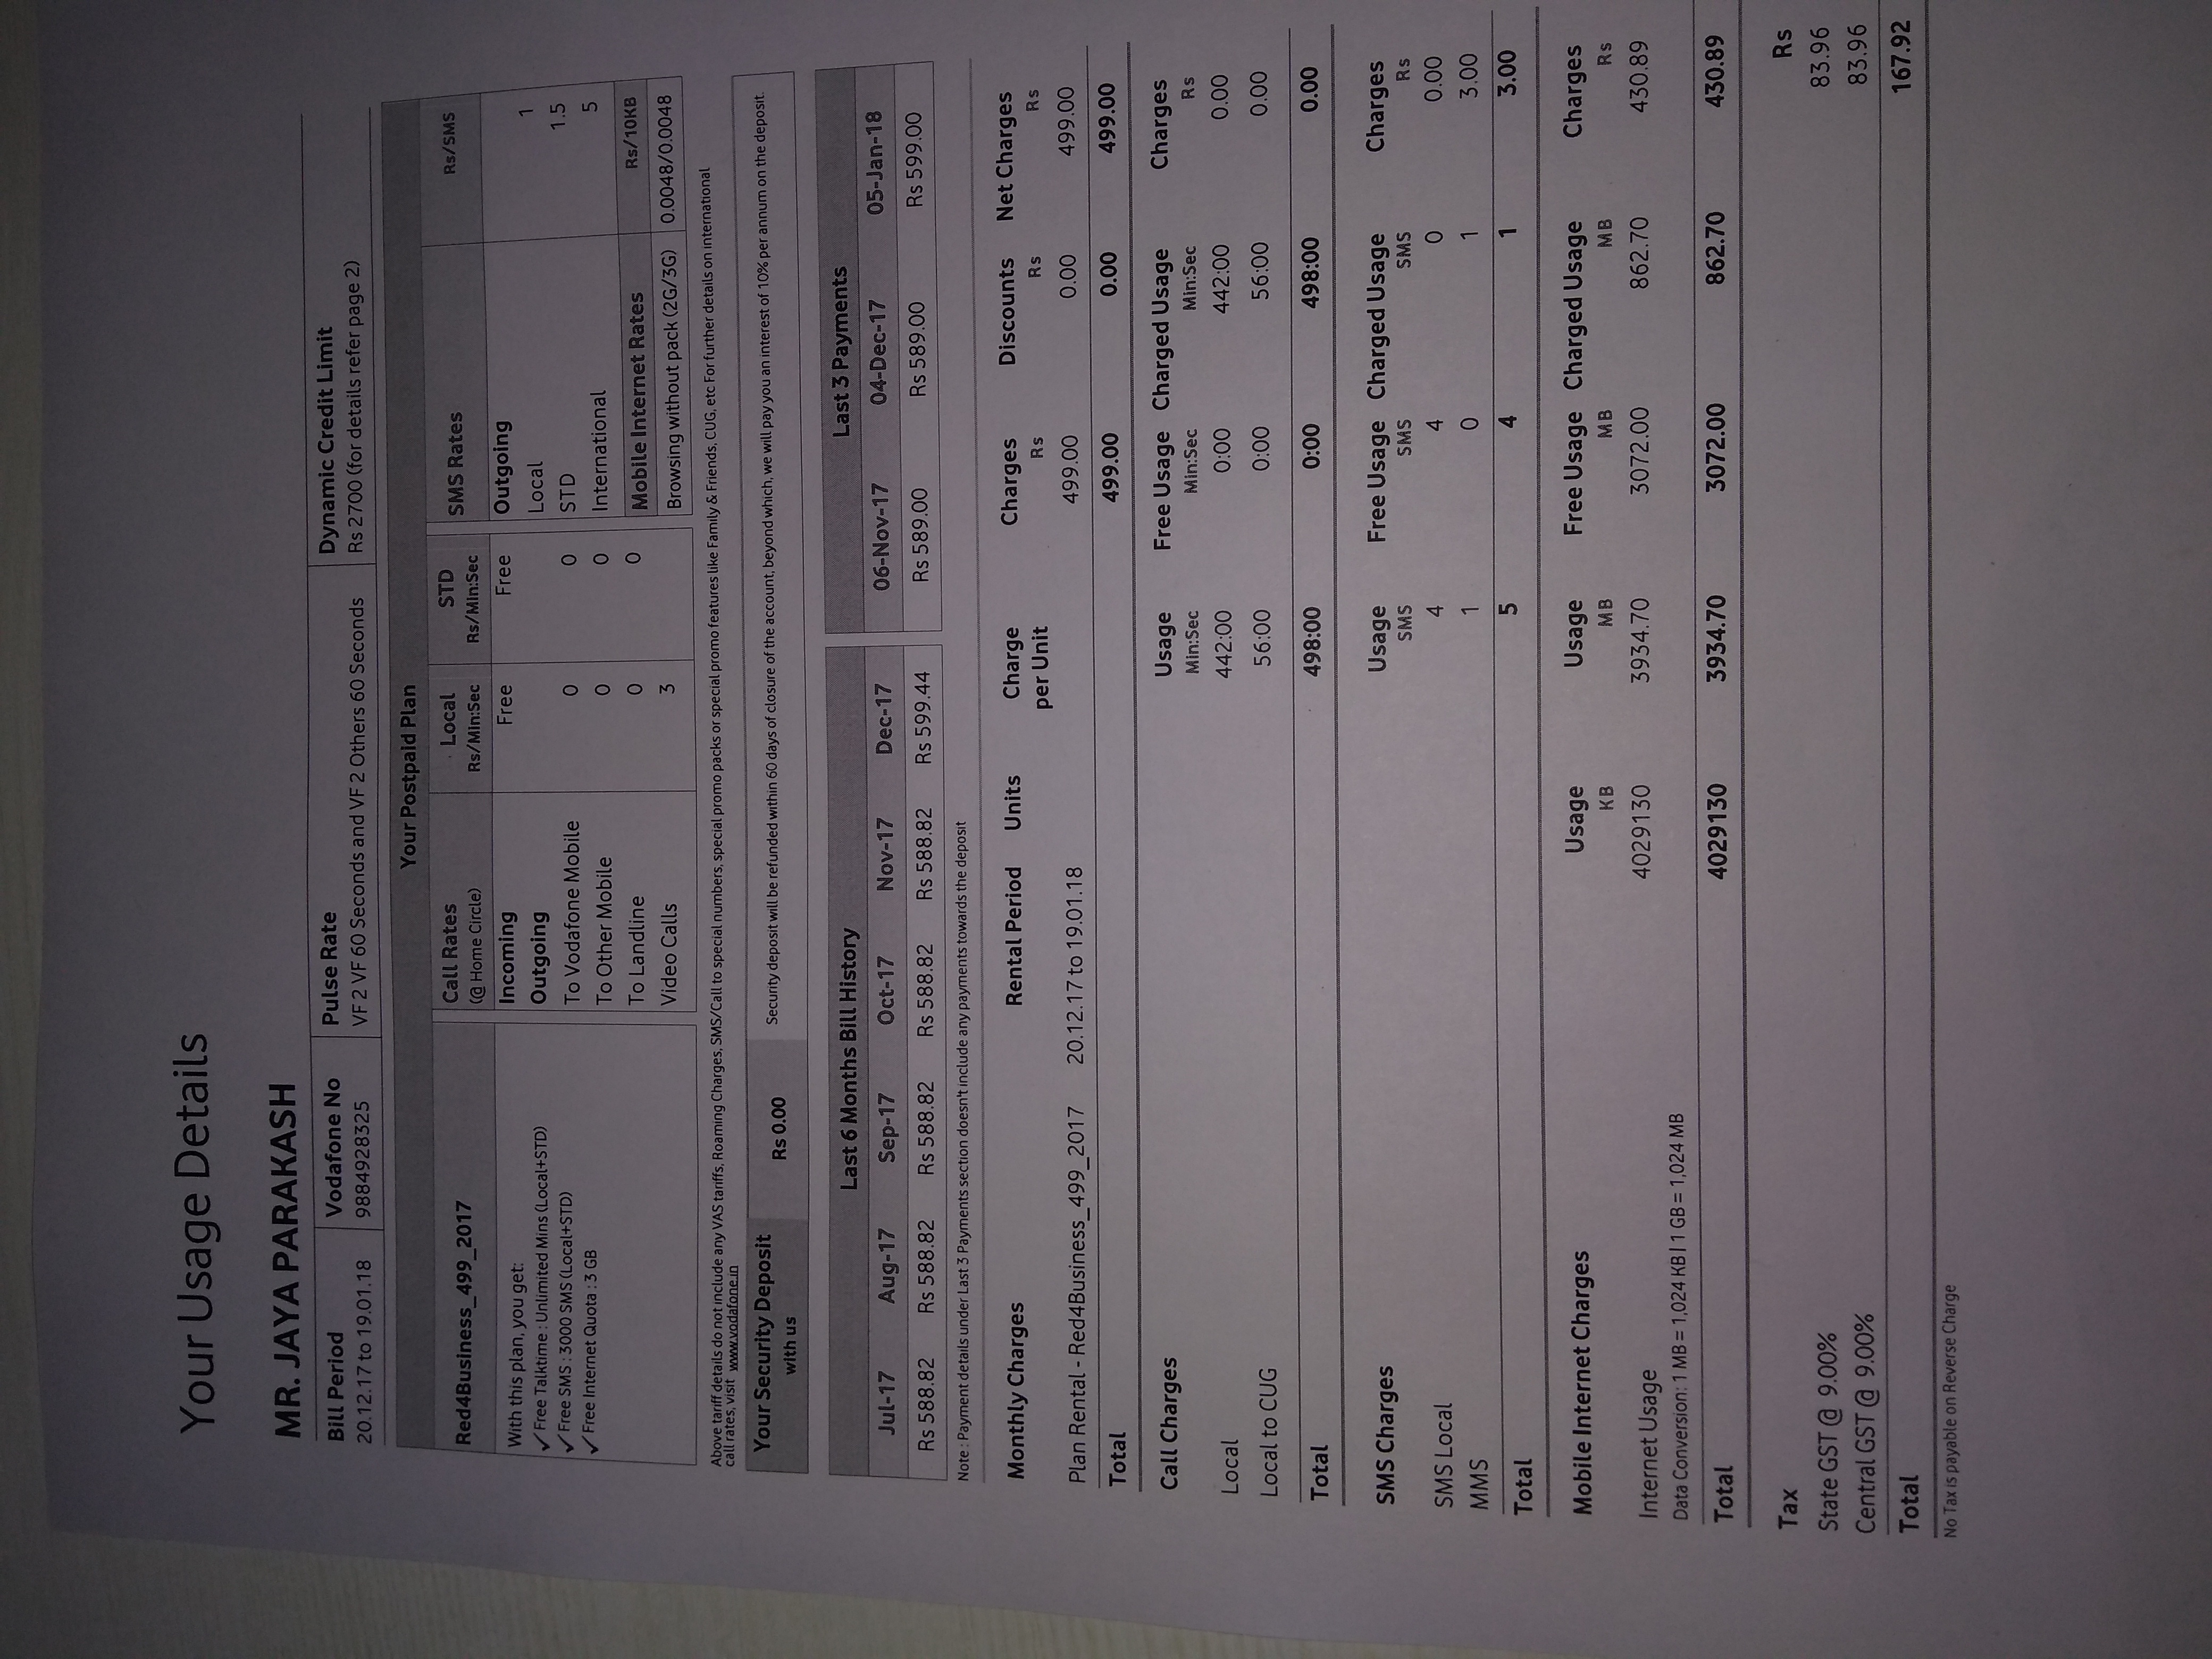 Your Usage Details
MR. JAYA PARAKASH
Bill Period Vodafone No Pulse Rate Dynamic Credit Limit
20.12.17 to 19.01.18 9884928325 VF 2 VF 60 Seconds and VF 2 Others 60 Seconds Rs 2700 (for details refer page 2)
Your Postpaid Plan
Red4Business_499_2017
With this plan, you get:
✓ Free Talktime : Unlimited Mins (Local+STD)
✓ Free SMS : 3000 SMS (Local+STD)
✓ Free Internet Quota : 3 GB
Call Rates Local STD
(@ Home Circle) Rs/Min:Sec Rs/Min:Sec
Incoming Free Free
Outgoing
To Vodafone Mobile 0 0
To Other Mobile 0 0
To Landline 0 0
Video Calls 3
SMS Rates Rs/SMS
Outgoing
Local 1
STD 1.5
International 5
Mobile Internet Rates Rs/10KB
Browsing without pack (2G/3G) 0.0048/0.0048
Above tariff details do not include any VAS tariffs, Roaming Charges, SMS/Call to special numbers, special promo packs or special promo features like Family & Friends, CUG, etc For further details on international
call rates, visit www.vodafone.in
Your Security Deposit
with us
Rs 0.00
Security deposit will be refunded within 60 days of closure of the account, beyond which, we will pay you an interest of 10% per annum on the deposit.
Last 6 Months Bill History
Jul-17 Aug-17 Sep-17 Oct-17 Nov-17 Dec-17
Rs 588.82 Rs 588.82 Rs 588.82 Rs 588.82 Rs 588.82 Rs 599.44
Last 3 Payments
06-Nov-17 04-Dec-17 05-Jan-18
Rs 589.00 Rs 589.00 Rs 599.00
Note : Payment details under Last 3 Payments section doesn't include any payments towards the deposit
Monthly Charges Rental Period Units Charge Charges Discounts Net Charges
per Unit Rs Rs Rs
Plan Rental - Red4Business_499_2017 20.12.17 to 19.01.18 499.00 0.00 499.00
Total 499.00 0.00 499.00
Call Charges Usage Free Usage Charged Usage Charges
Min:Sec Min:Sec Min:Sec Rs
Local 442:00 0:00 442:00 0.00
Local to CUG 56:00 0:00 56:00 0.00
Total 498:00 0:00 498:00 0.00
SMS Charges Usage Free Usage Charged Usage Charges
SMS SMS SMS Rs
SMS Local 4 4 0 0.00
MMS 1 0 1 3.00
Total 5 4 1 3.00
Mobile Internet Charges Usage Usage Free Usage Charged Usage Charges
KB MB MB MB Rs
Internet Usage 4029130 3934.70 3072.00 862.70 430.89
Data Conversion: 1 MB = 1,024 KB | 1 GB = 1,024 MB
Total 4029130 3934.70 3072.00 862.70 430.89
Tax Rs
State GST @ 9.00% 83.96
Central GST @ 9.00% 83.96
Total 167.92
No Tax is payable on Reverse Charge